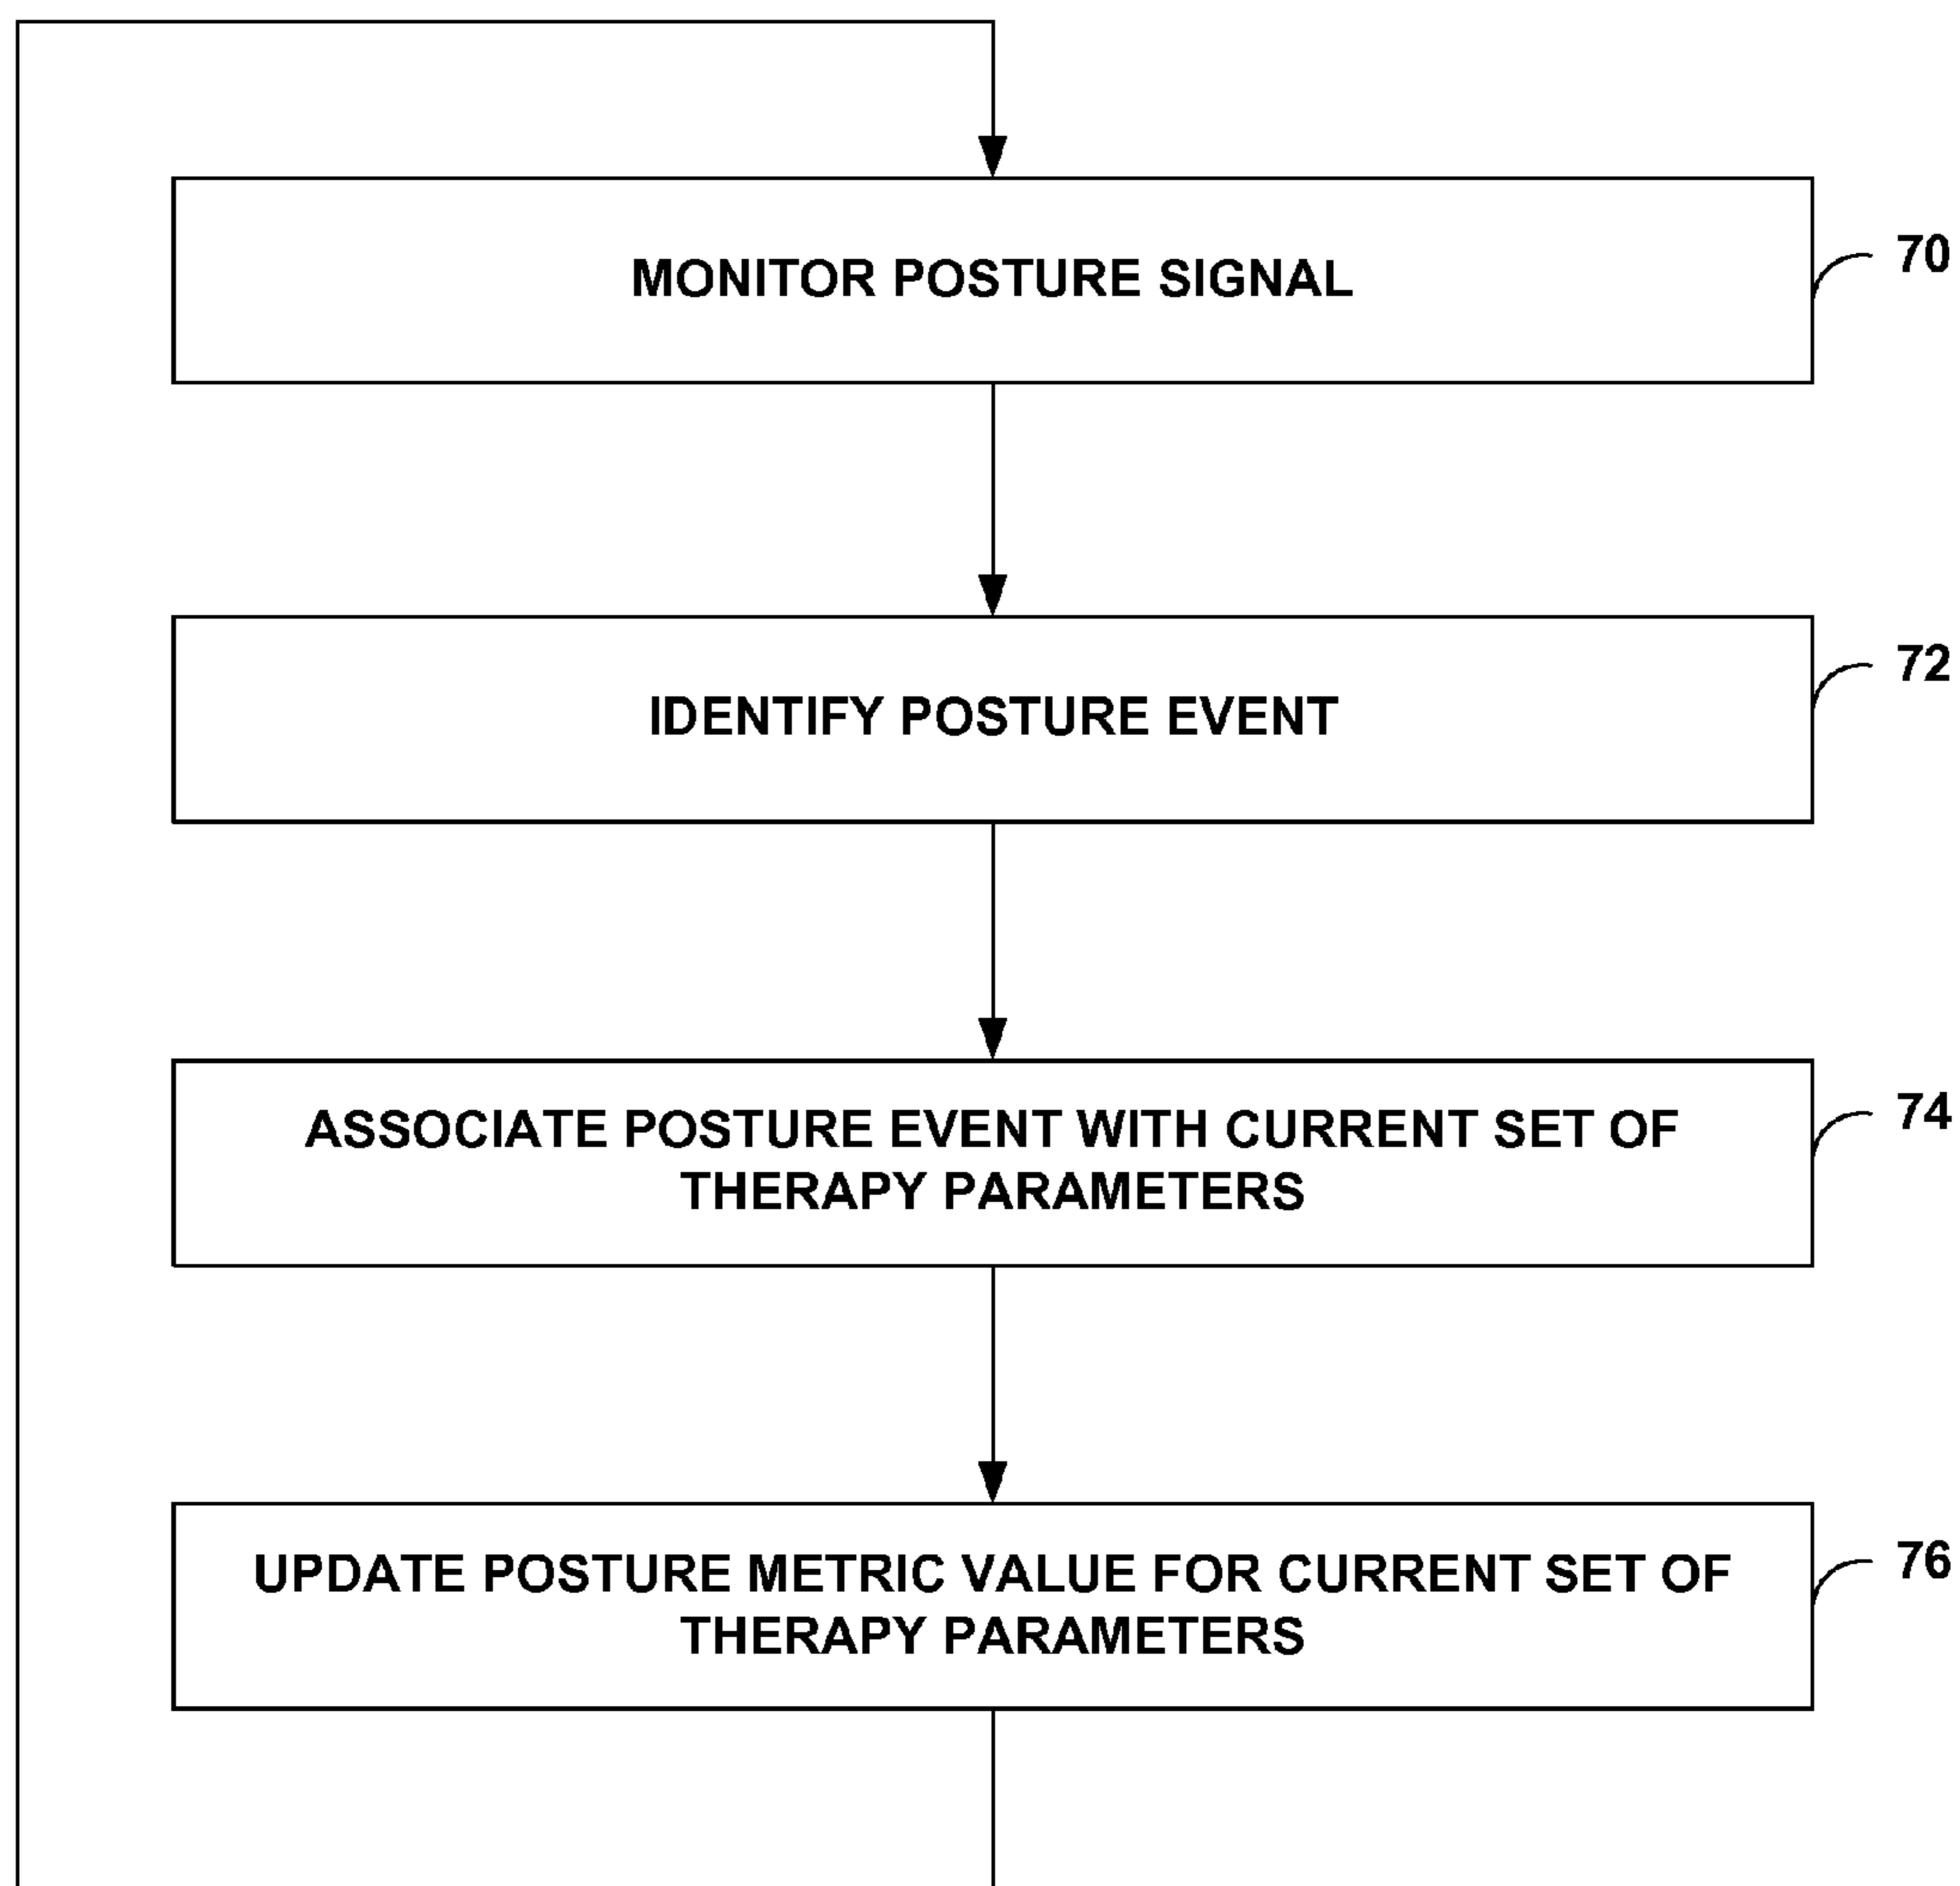 MONITOR POSTURE SIGNAL
70
IDENTIFY POSTURE EVENT
72
ASSOCIATE POSTURE EVENT WITH CURRENT SET OF
THERAPY PARAMETERS
74
UPDATE POSTURE METRIC VALUE FOR CURRENT SET OF
THERAPY PARAMETERS
76